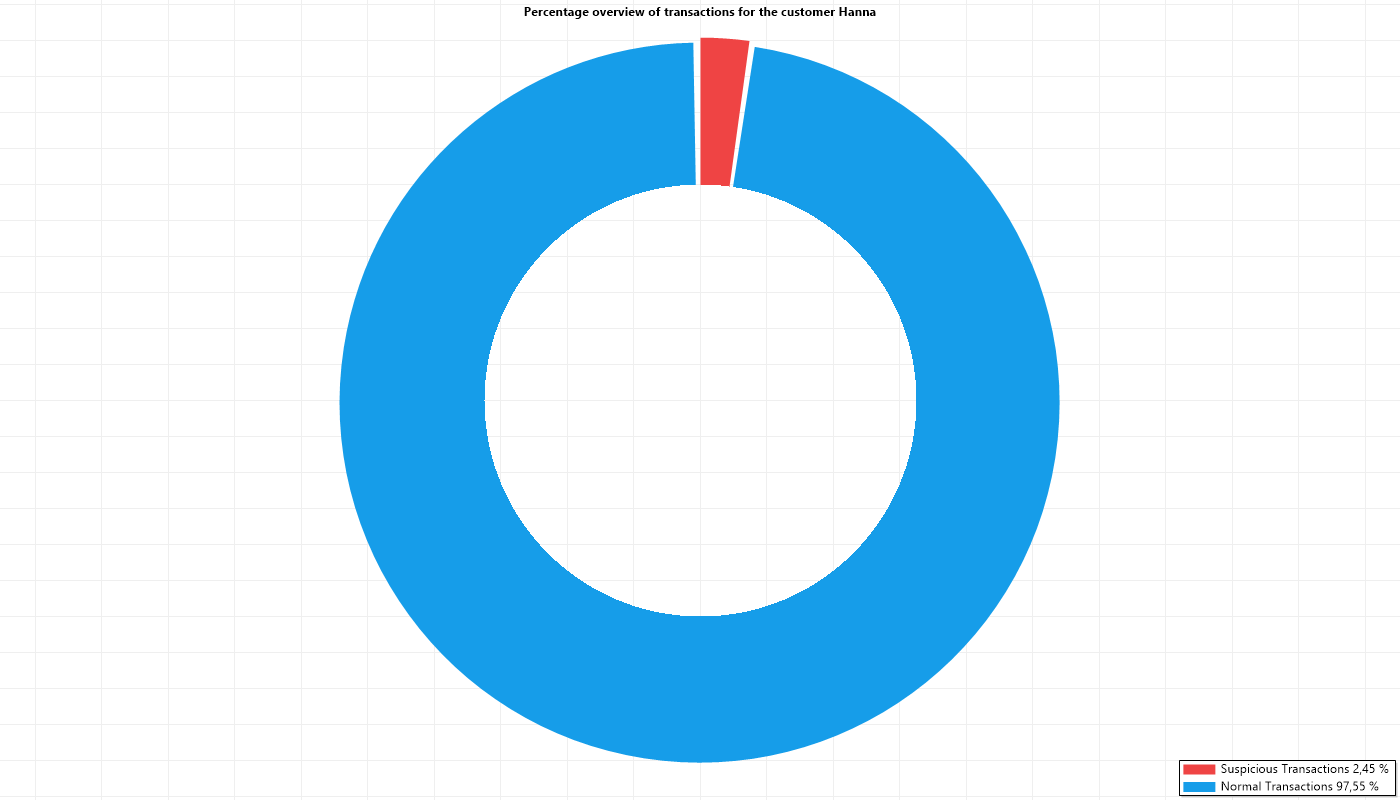 Percentage overview of transactions for the customer Hanna
Suspicious Transactions 2,45 %
Normal Transactions 97,55 %